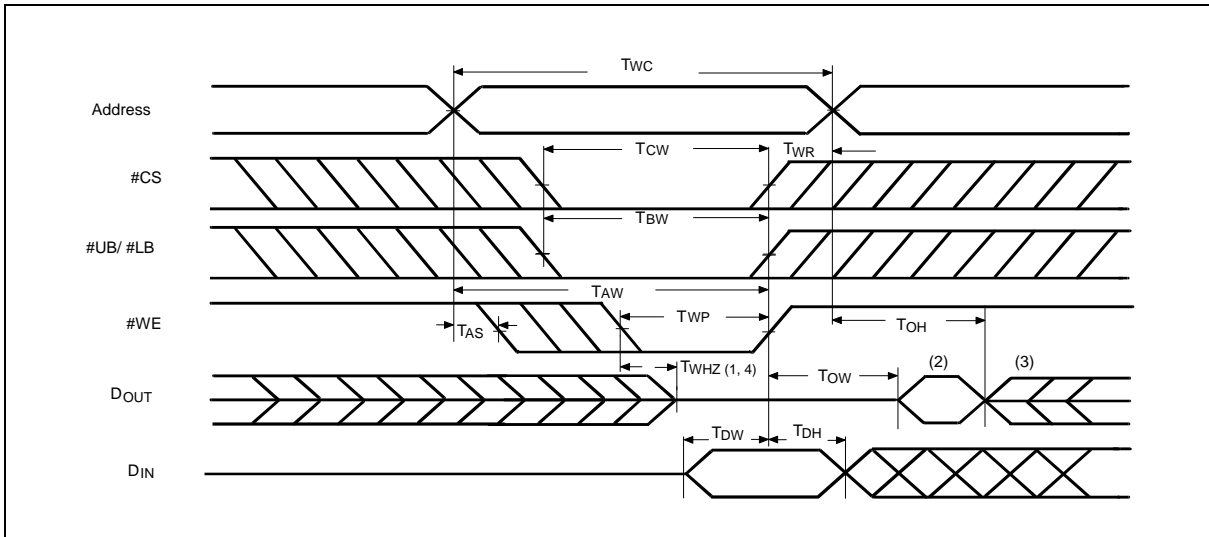 TWC
Address
TCW
TWR
#CS
TBW
#UB/ #LB
TAW
#WE
TAS
TWP
TOH
TWHZ (1, 4)
TOW
(2)
(3)
DOUT
TDW
TDH
DIN